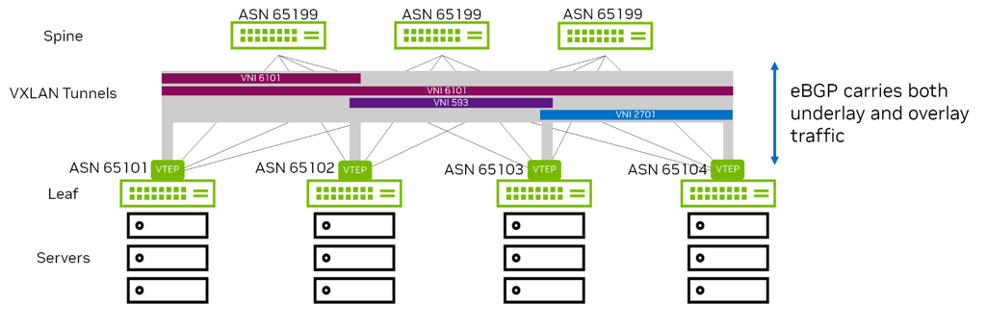 ASN 65199
ASN 65199
ASN 65199
Spine
VNI 6101
VXLAN Tunnels
VNI 6101
VNI 593
VNI 2701
eBGP carries both
underlay and overlay
traffic
ASN 65101
VTEP
ASN 65102
VTEP
ASN 65103
VTEP
ASN 65104
VTEP
Leaf
Servers